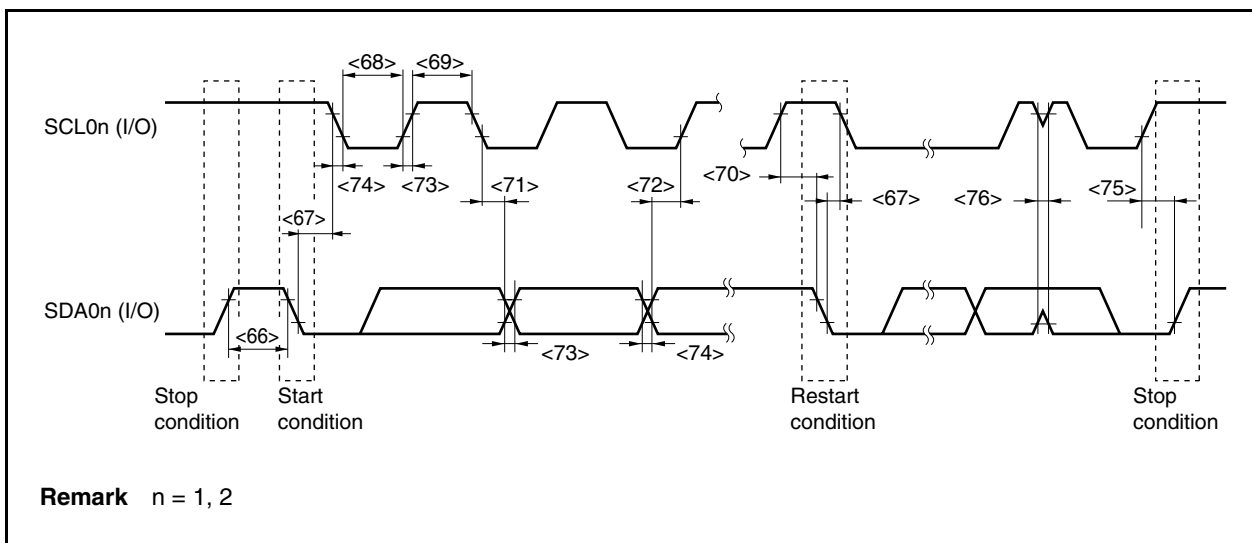 <68> <69>
SCL0n (I/O)
<74> <73> <71> <72> <70> <67> <76> <75>
<67>
SDA0n (I/O)
<66> <73> <74>
Stop condition
Start condition
Restart condition
Stop condition
Remark n = 1, 2